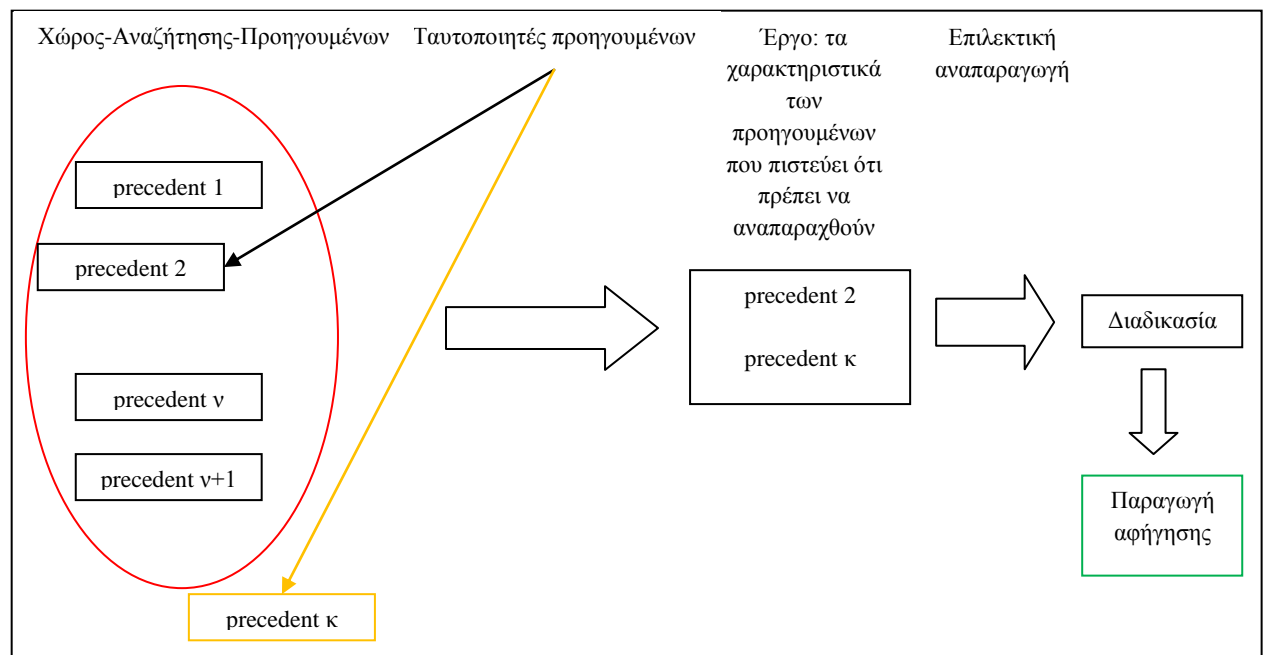 Χώρος-Αναζήτησης-Προηγουμένων
Ταυτοποιητές προηγουμένων
Έργο: τα
χαρακτηριστικά
των
προηγουμένων
που πιστεύει ότι
πρέπει να
αναπαραχθούν
Επιλεκτική
αναπαραγωγή
precedent 1
precedent 2
precedent ν
precedent ν+1
precedent κ
precedent 2
precedent κ
Διαδικασία
Παραγωγή
αφήγησης